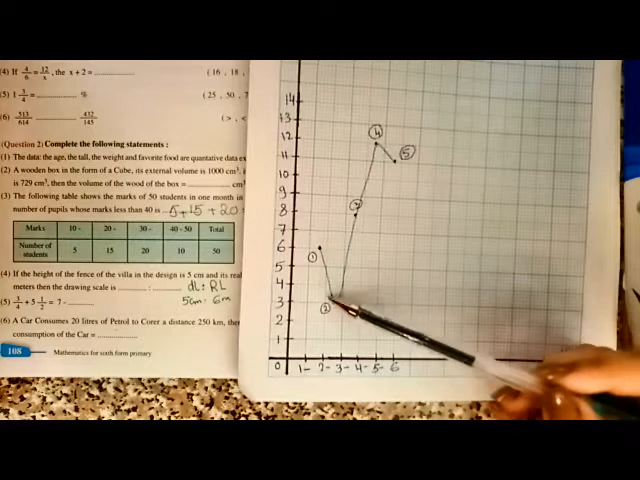 (4) If 4/6 = 12/x, the x + 2 = ............ (16, 18,
(5) 1 3/4 = ............ % (25, 50, 7
(6) 513/614 ............ 432/145 (>, <
(Question 2) Complete the following statements :
(1) The data: the age, the tall, the weight and favorite food are quantative data ex
(2) A wooden box in the form of a Cube, its external volume is 1000 cm³,
is 729 cm³, then the volume of the wood of the box = ............ cm³
(3) The following table shows the marks of 50 students in one month in
number of pupils whose marks less than 40 is ... 5+15+20
Marks 10 - 20 - 30 - 40 - 50 Total
Number of students 5 15 20 10 50
(4) If the height of the fence of the villa in the design is 5 cm and its real
meters then the drawing scale is ............ : ............ dL : RL
5cm : 6m
(5) 3/4 + 5 1/2 = 7 - ............
(6) A Car Consumes 20 litres of Petrol to Corer a distance 250 km, ther
consumption of the Car = ............
108 Mathematics for sixth form primary
14
13
12
11
10
9
8
7
6
5
4
3
2
1
0 1 2 3 4 5 6
①
②
④
⑤